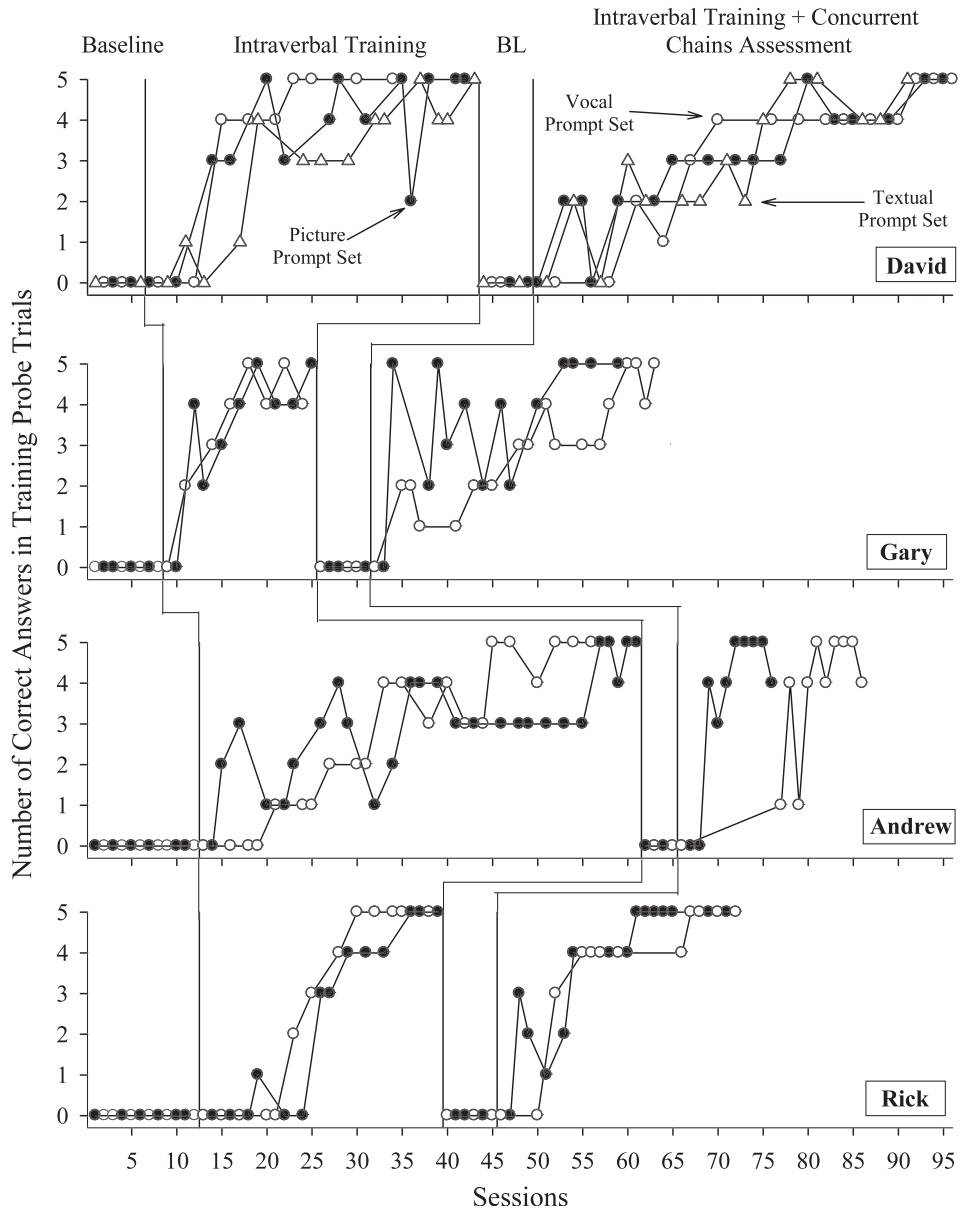 Intraverbal Training + Concurrent
Baseline Intraverbal Training BL Chains Assessment
5
4
3
2
1
0
Vocal
Prompt Set
Picture
Prompt Set
Textual
Prompt Set
David
5
4
3
2
1
0
Gary
5
4
3
2
1
0
Andrew
5
4
3
2
1
0
Rick
5 10 15 20 25 30 35 40 45 50 55 60 65 70 75 80 85 90 95
Sessions
Number of Correct Answers in Training Probe Trials